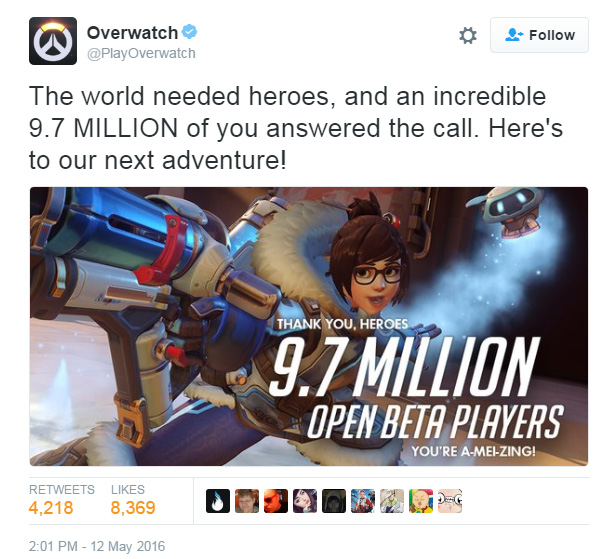 Overwatch
@PlayOverwatch
Follow
The world needed heroes, and an incredible
9.7 MILLION of you answered the call. Here's
to our next adventure!
THANK YOU, HEROES
9.7 MILLION
OPEN BETA PLAYERS
YOU'RE A-MEI-ZING!
RETWEETS LIKES
4,218 8,369
2:01 PM - 12 May 2016